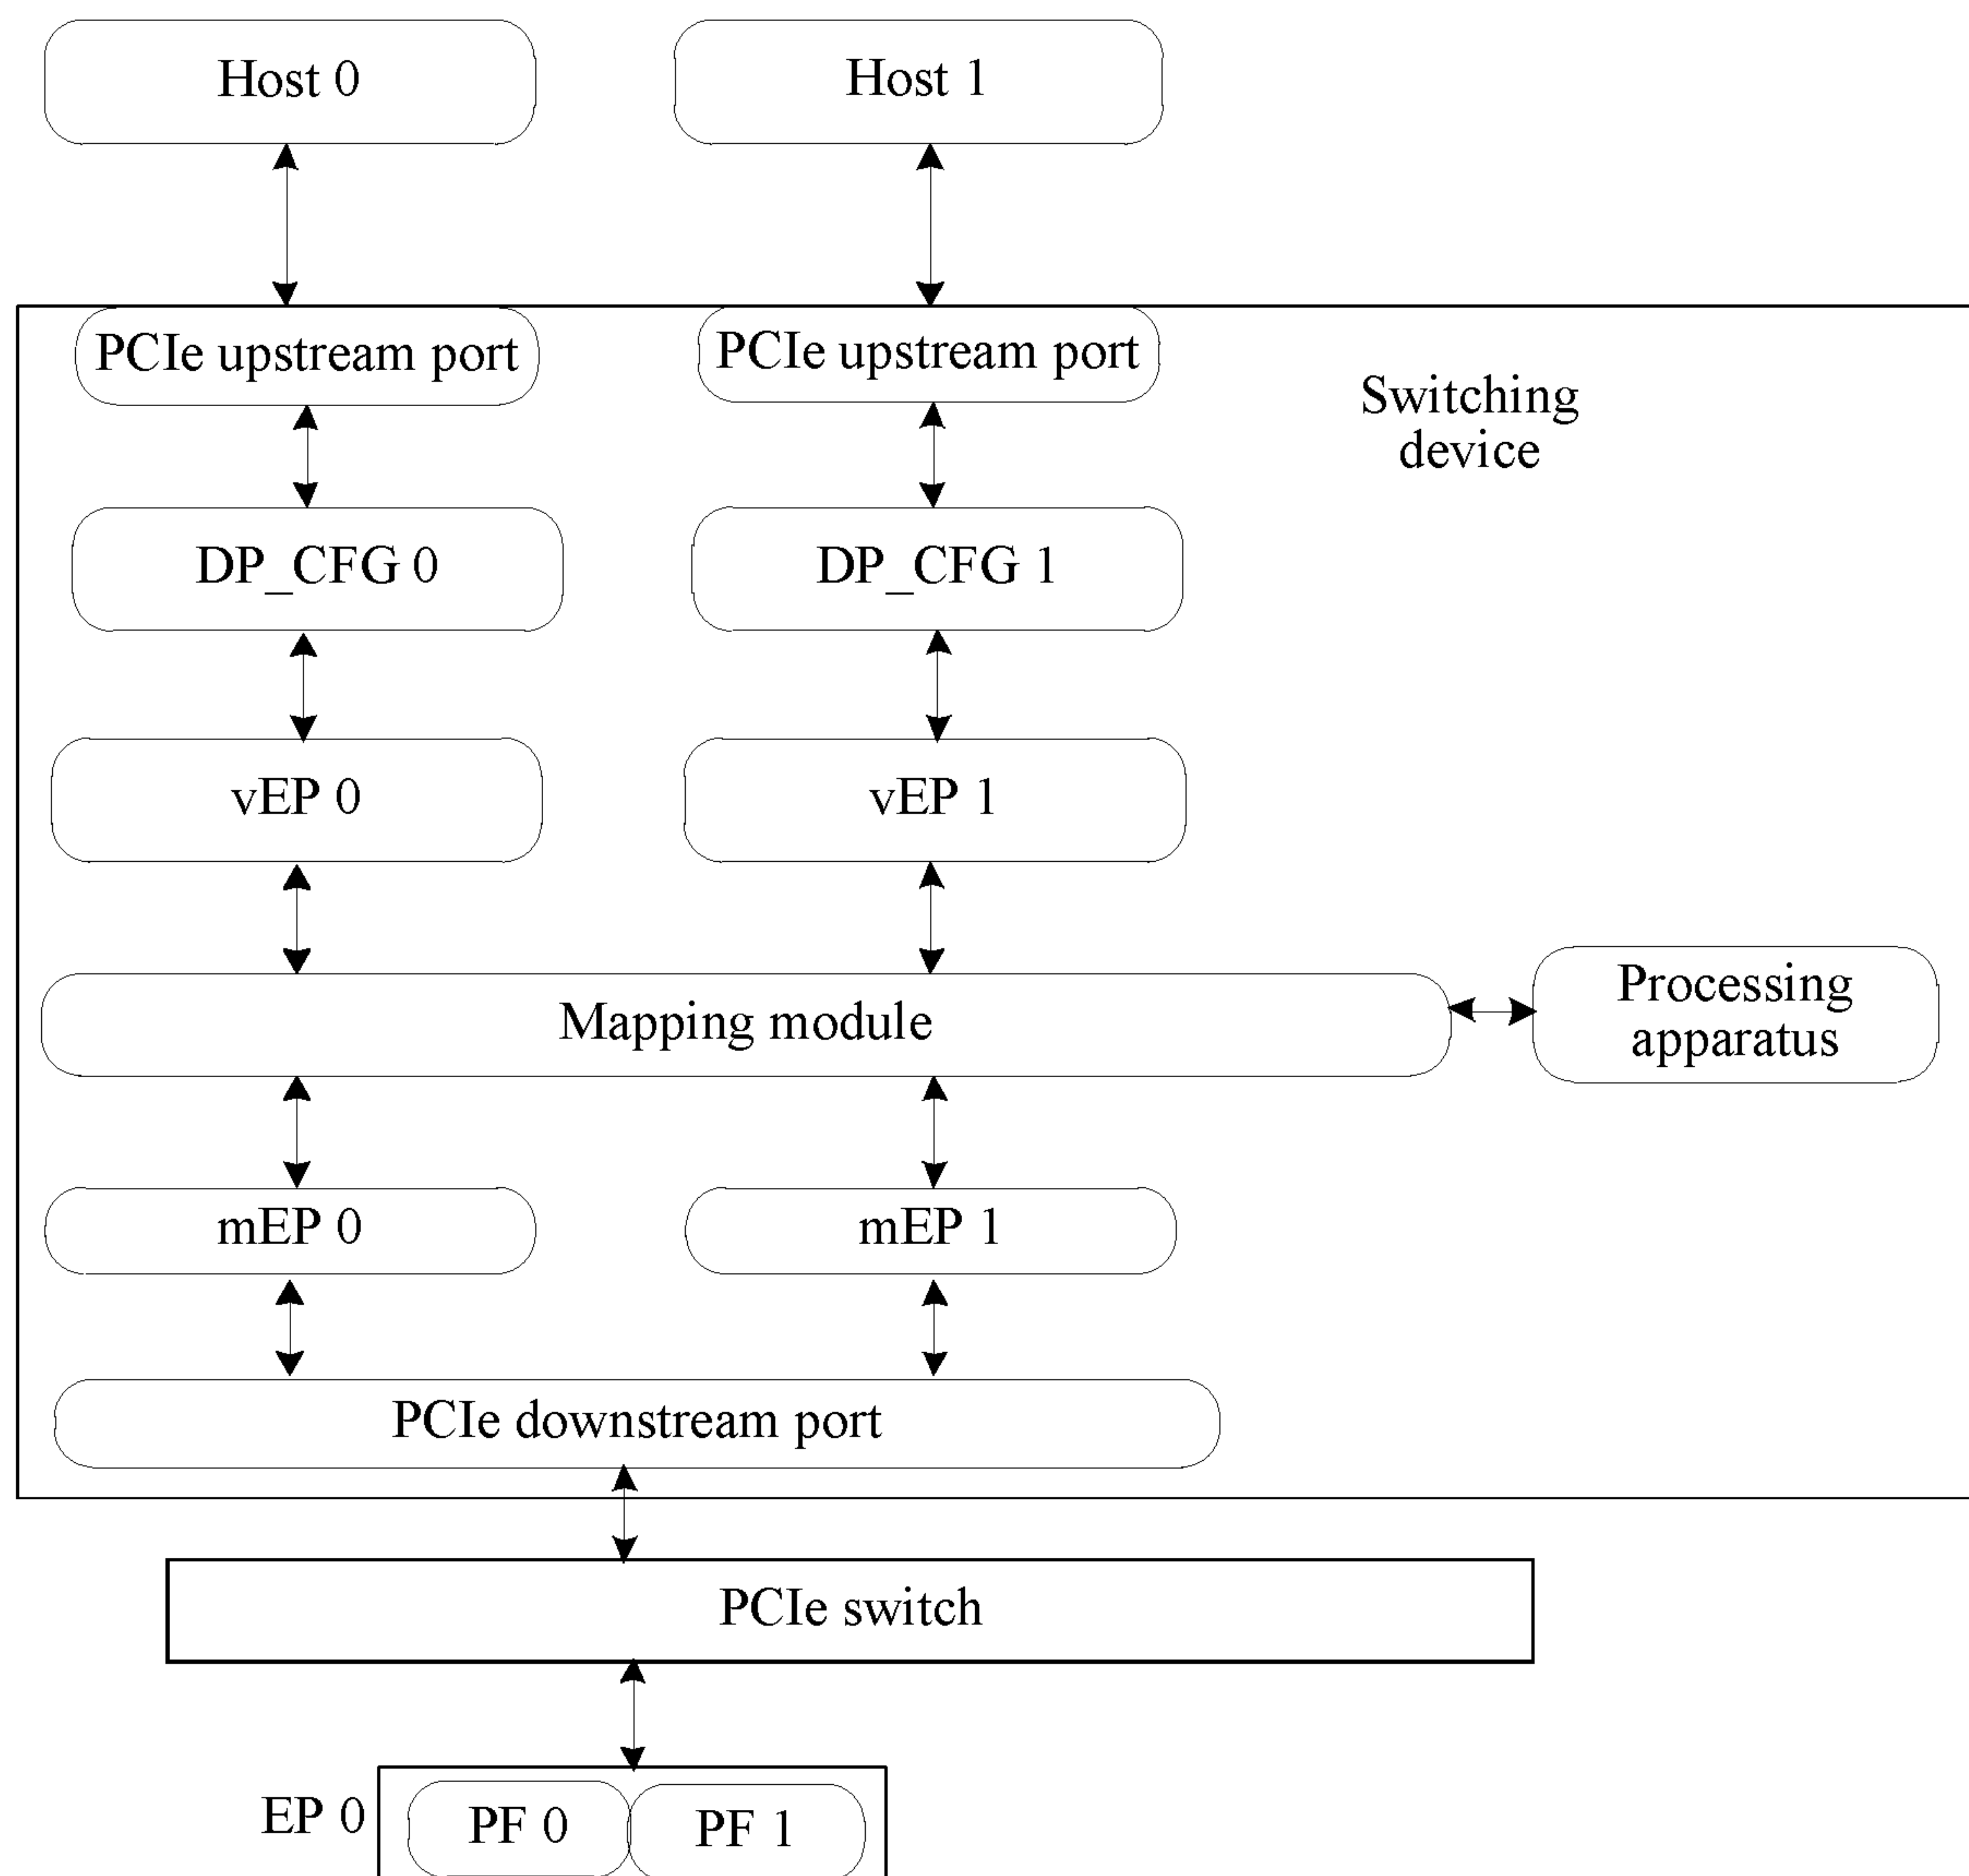 Host 0
Host 1
PCIe upstream port
PCIe upstream port
Switching
device
DP_CFG 0
DP_CFG 1
vEP 0
vEP 1
Mapping module
Processing
apparatus
mEP 0
mEP 1
PCIe downstream port
PCIe switch
EP 0
PF 0
PF 1